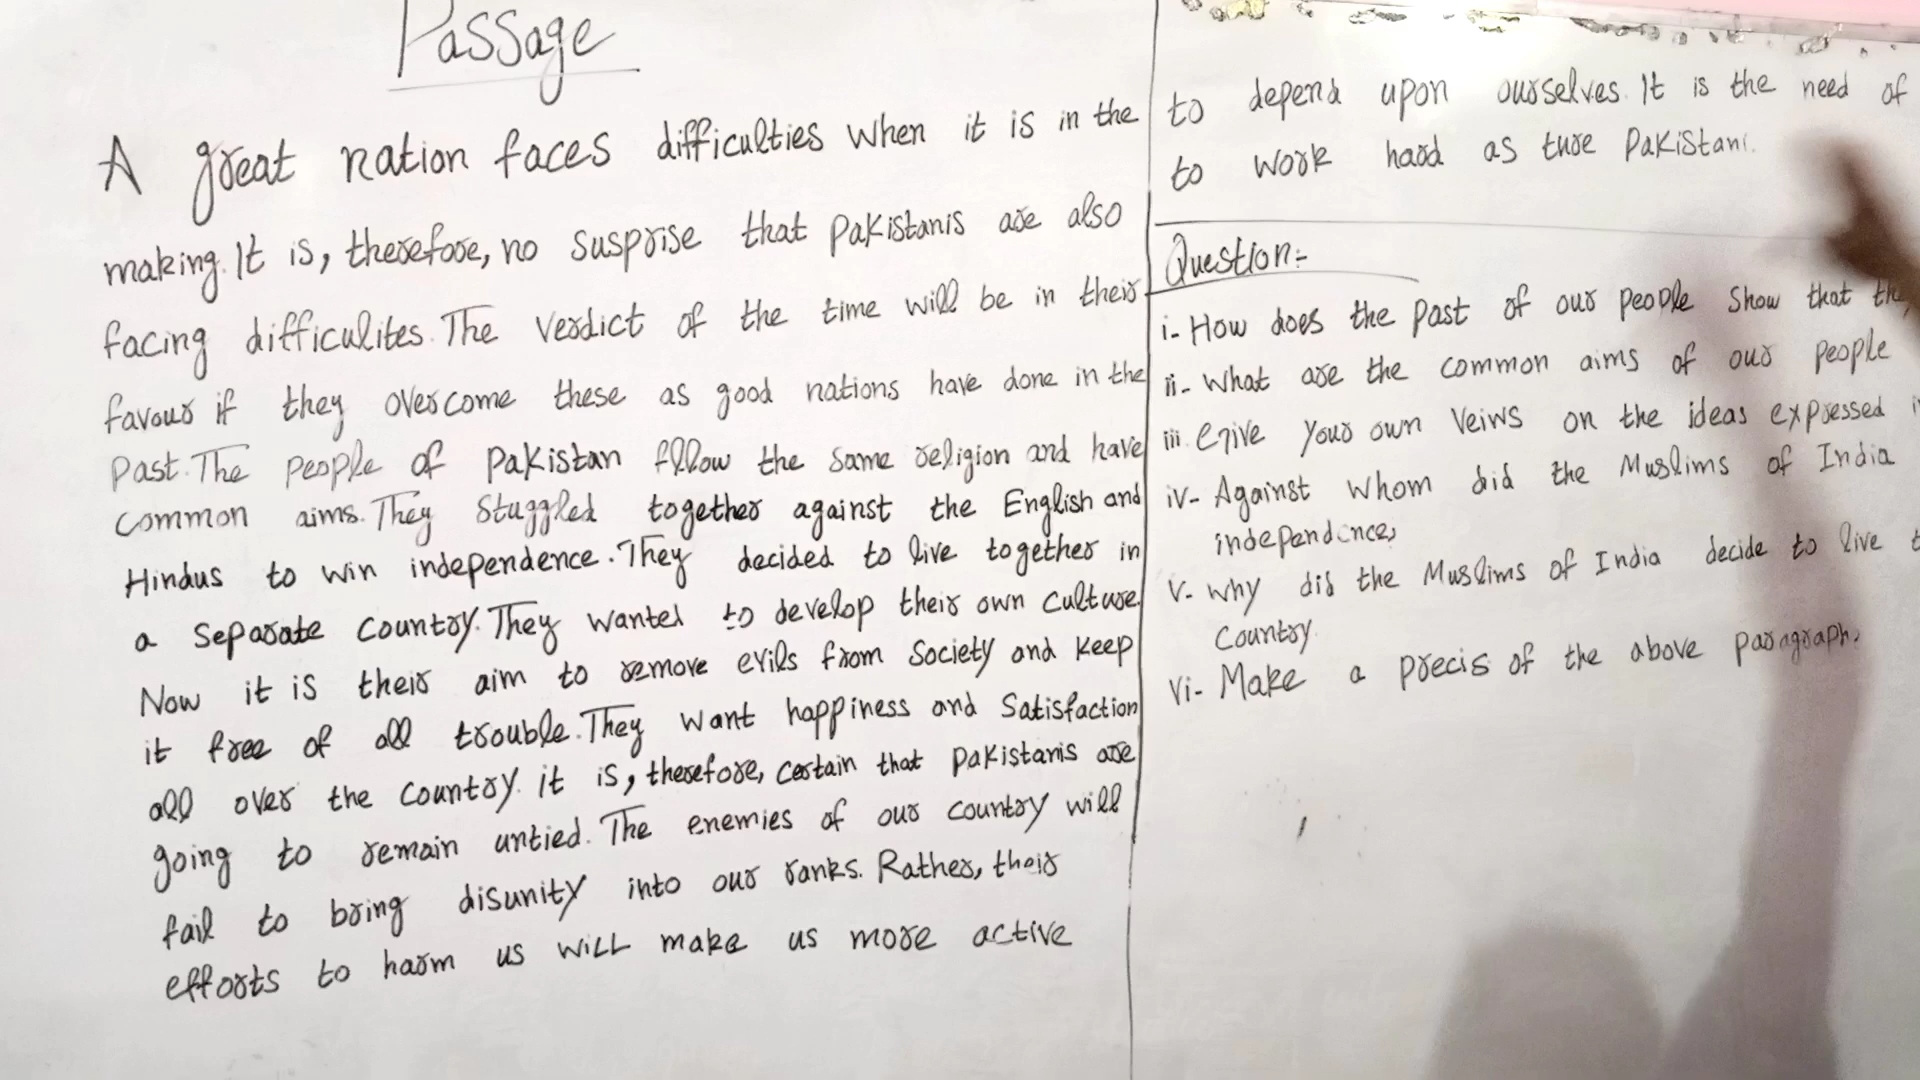 Passage
A great nation faces difficulties when it is in the
making. It is, therefore, no susprise that pakistanis are also
facing difficulites. The verdict of the time will be in their
favour if they overcome these as good nations have done in the
Past. The people of Pakistan fllow the same religion and have
common aims. They stuggled together against the English and
Hindus to win independence. They decided to live together in
a separate country. They wanted to develop their own culture.
Now it is their aim to remove evils from society and keep
it free of all trouble. They want happiness and satisfaction
all over the country. it is, therefore, certain that pakistanis are
going to remain untied. The enemies of our country will
fail to bring disunity into our ranks. Rather, their
efforts to harm us will make us more active
to depend upon ourselves. It is the need of
to work hard as ture Pakistani.
Question:-
i- How does the past of our people show that
ii- What are the common aims of our people
iii. Give your own veiws on the ideas expressed
iv- Against whom did the Muslims of India
independence,
v- why did the Muslims of India decide to live
country.
vi- Make a precis of the above paragraph.